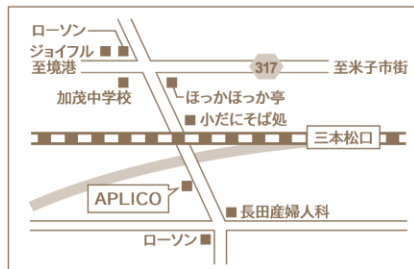 ローソン
ジョイフル
至境港
317
至米子市街
加茂中学校
ほっかほっか亭
小だにそば処
三本松口
APLICO
長田産婦人科
ローソン